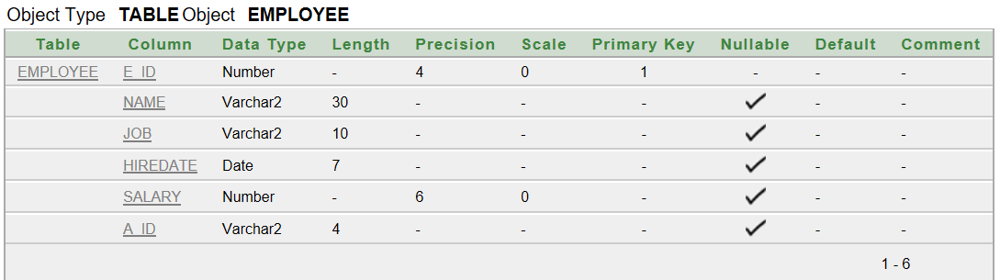 Object Type TABLE Object EMPLOYEE
Table Column Data Type Length Precision Scale Primary Key Nullable Default Comment
EMPLOYEE E_ID Number - 4 0 1 - - -
NAME Varchar2 30 - - - ✓ - -
JOB Varchar2 10 - - - ✓ - -
HIREDATE Date 7 - - - ✓ - -
SALARY Number - 6 0 - ✓ - -
A_ID Varchar2 4 - - - ✓ - -
1 - 6